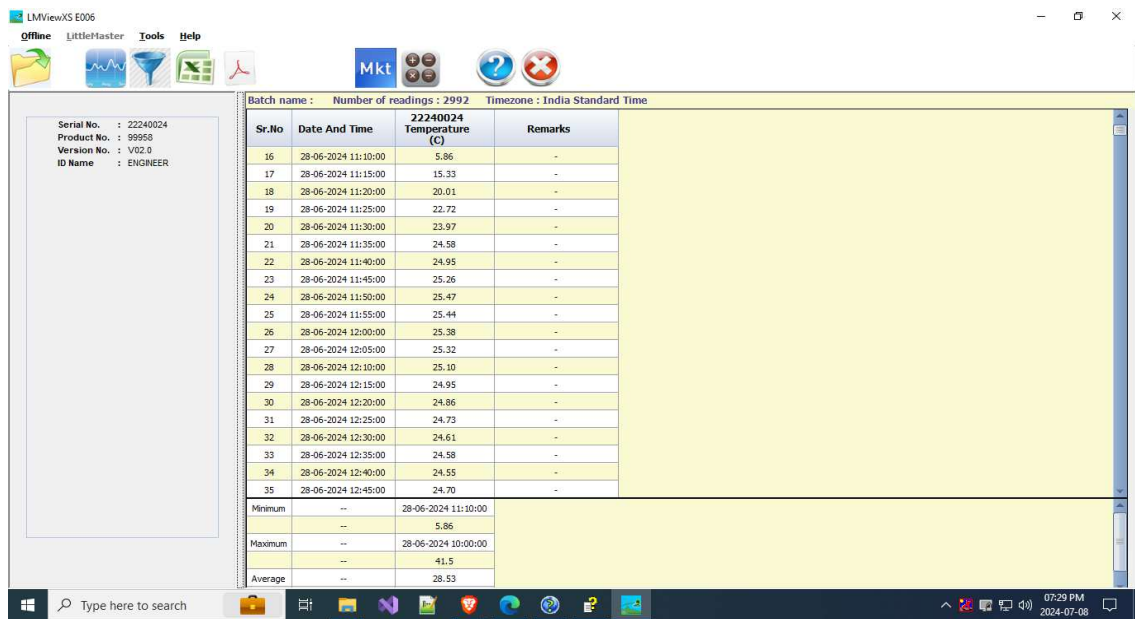 LMViewXS E006
Offline LittleMaster Tools Help
Mkt
Batch name : Number of readings : 2992 Timezone : India Standard Time
Serial No. : 22240024
Product No. : 99958
Version No. : V02.0
ID Name : ENGINEER
Sr.No Date And Time 22240024 Temperature (C) Remarks
16 28-06-2024 11:10:00 5.86 -
17 28-06-2024 11:15:00 15.33 -
18 28-06-2024 11:20:00 20.01 -
19 28-06-2024 11:25:00 22.72 -
20 28-06-2024 11:30:00 23.97 -
21 28-06-2024 11:35:00 24.58 -
22 28-06-2024 11:40:00 24.95 -
23 28-06-2024 11:45:00 25.26 -
24 28-06-2024 11:50:00 25.47 -
25 28-06-2024 11:55:00 25.44 -
26 28-06-2024 12:00:00 25.38 -
27 28-06-2024 12:05:00 25.32 -
28 28-06-2024 12:10:00 25.10 -
29 28-06-2024 12:15:00 24.95 -
30 28-06-2024 12:20:00 24.86 -
31 28-06-2024 12:25:00 24.73 -
32 28-06-2024 12:30:00 24.61 -
33 28-06-2024 12:35:00 24.58 -
34 28-06-2024 12:40:00 24.55 -
35 28-06-2024 12:45:00 24.70 -
Minimum -- 28-06-2024 11:10:00
-- 5.86
Maximum -- 28-06-2024 10:00:00
-- 41.5
Average -- 28.53
Type here to search
07:29 PM
2024-07-08